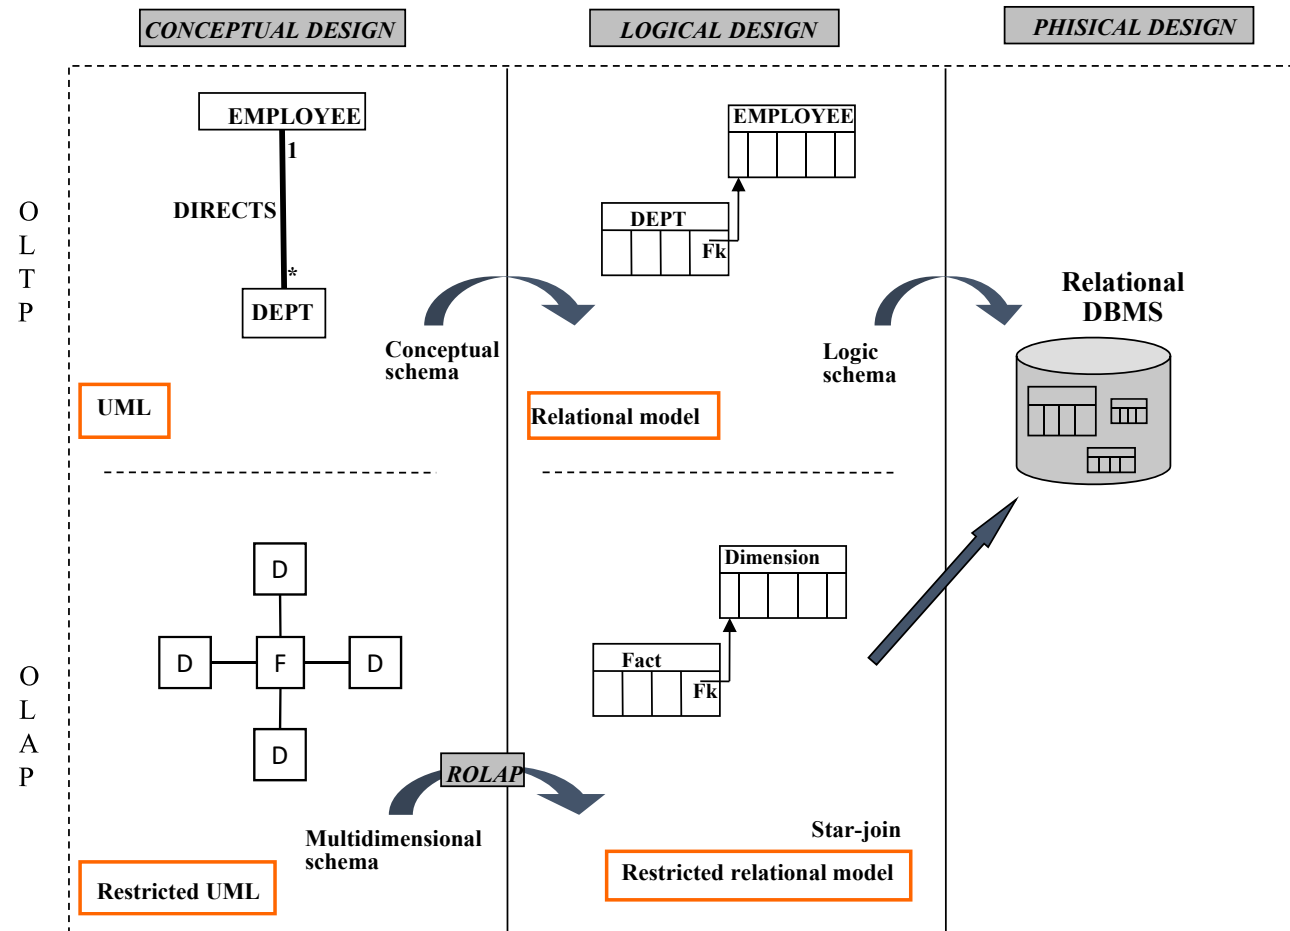 CONCEPTUAL DESIGN
LOGICAL DESIGN
PHISICAL DESIGN
O
L
T
P
EMPLOYEE
1
DIRECTS
*
DEPT
Conceptual
schema
UML
EMPLOYEE
DEPT
Fk
Relational model
Logic
schema
Relational
DBMS
O
L
A
P
D
D
F
D
D
ROLAP
Multidimensional
schema
Restricted UML
Dimension
Fact
Fk
Star-join
Restricted relational model